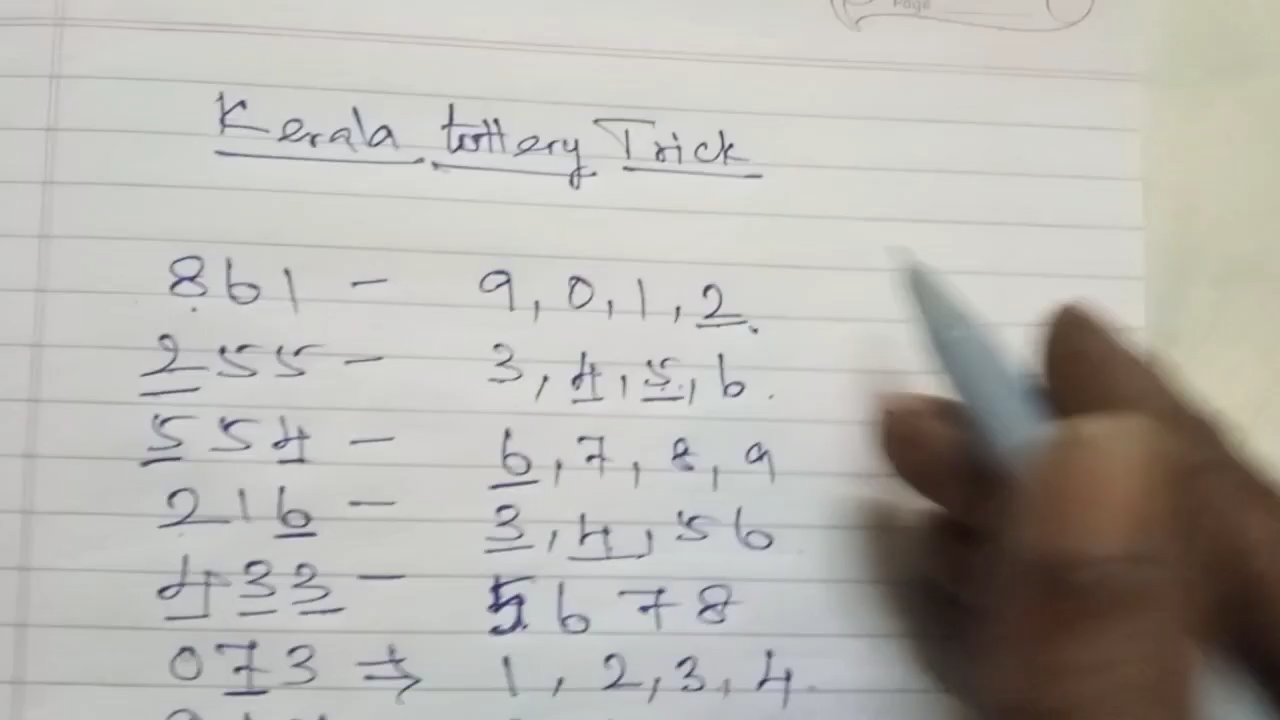 Page
Kerala Lottery Trick
861 - 9, 0, 1, 2.
255 - 3, 4, 5, 6.
554 - 6, 7, 8, 9
216 - 3, 4, 5 6
433 - 5 6 7 8
073 → 1, 2, 3, 4.